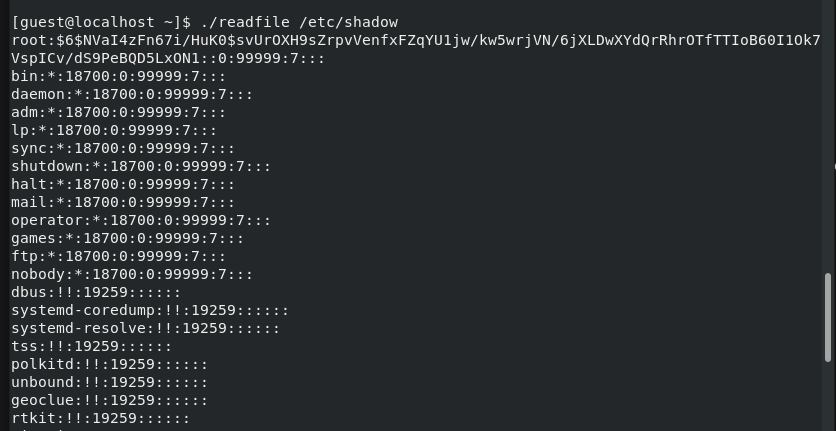 [guest@localhost ~]$ ./readfile /etc/shadow
root:$6$NVaI4zFn67i/HuK0$svUrOXH9sZrpvVenfxFZqYU1jw/kw5wrjVN/6jXLDwXYdQrRhrOTfTTIoB60I1Ok7
VspICv/dS9PeBQD5LxON1::0:99999:7:::
bin:*:18700:0:99999:7:::
daemon:*:18700:0:99999:7:::
adm:*:18700:0:99999:7:::
lp:*:18700:0:99999:7:::
sync:*:18700:0:99999:7:::
shutdown:*:18700:0:99999:7:::
halt:*:18700:0:99999:7:::
mail:*:18700:0:99999:7:::
operator:*:18700:0:99999:7:::
games:*:18700:0:99999:7:::
ftp:*:18700:0:99999:7:::
nobody:*:18700:0:99999:7:::
dbus:!!:19259::::::
systemd-coredump:!!:19259::::::
systemd-resolve:!!:19259::::::
tss:!!:19259::::::
polkitd:!!:19259::::::
unbound:!!:19259::::::
geoclue:!!:19259::::::
rtkit:!!:19259::::::